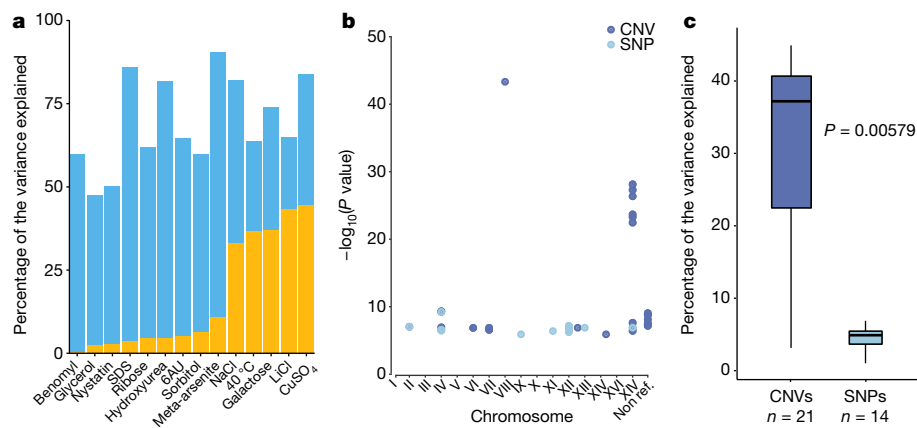 a
Percentage of the variance explained
100
75
50
25
0
Benomyl
Glycerol
Nystatin
SDS
Ribose
Hydroxyurea
6AU
Sorbitol
Meta-arsenite
NaCl
40 °C
Galactose
LiCl
CuSO₄
b
−log₁₀(P value)
50
40
30
20
10
0
CNV
SNP
I
II
III
IV
V
VI
VII
VIII
IX
X
XI
XII
XIII
XIV
XVI
XIV
Non ref.
Chromosome
c
Percentage of the variance explained
40
30
20
10
0
P = 0.00579
CNVs
n = 21
SNPs
n = 14